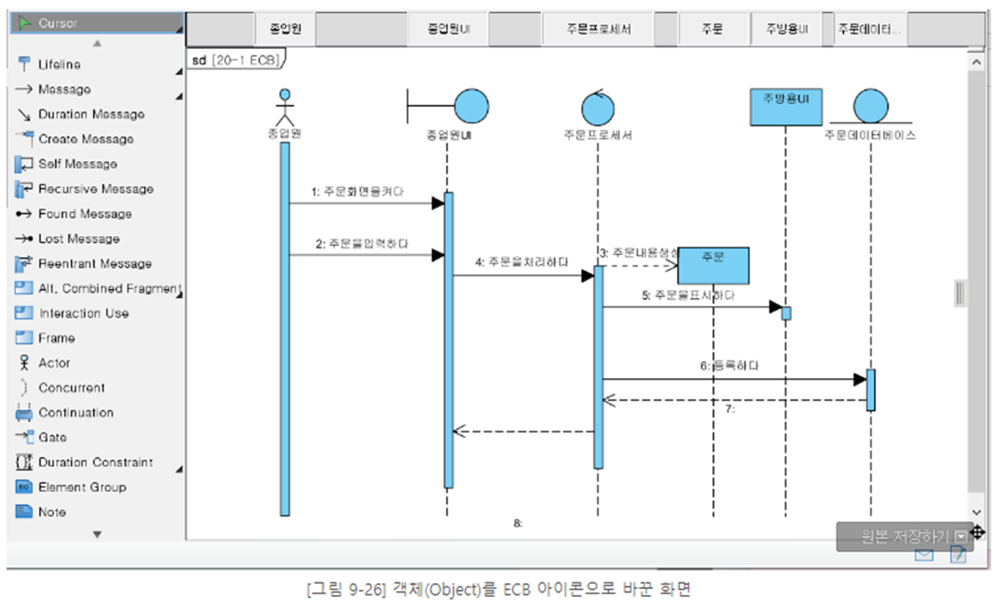 Cursor
Lifeline
Message
Duration Message
Create Message
Self Message
Recursive Message
Found Message
Lost Message
Reentrant Message
Alt. Combined Fragment
Interaction Use
Frame
Actor
Concurrent
Continuation
Gate
Duration Constraint
Element Group
Note
종업원 종업원UI 주문프로세서 주문 주방용UI 주문데이터...
sd [20-1 ECB]
종업원
종업원UI
주문프로세서
주방용UI
주문데이터베이스
1: 주문화면을켜다
2: 주문을입력하다
3: 주문내용생성
주문
4: 주문을처리하다
5: 주문을표시하다
6: 등록하다
7:
8:
원본 저장하기
[그림 9-26] 객체(Object)를 ECB 아이콘으로 바꾼 화면